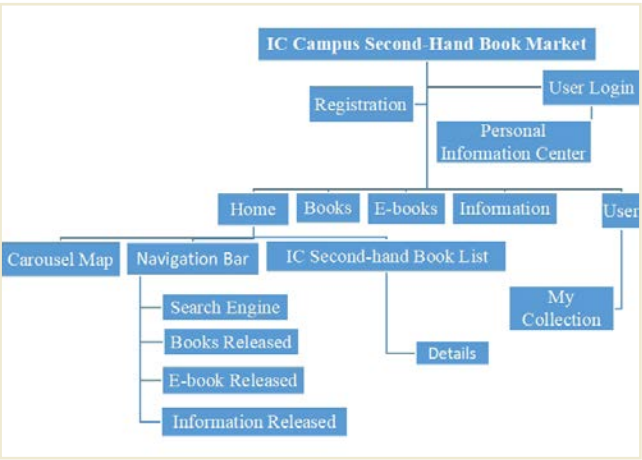 IC Campus Second-Hand Book Market
User Login
Registration
Personal
Information Center
Home
Books
E-books
Information
User
Carousel Map
Navigation Bar
IC Second-hand Book List
Search Engine
Books Released
E-book Released
Information Released
My
Collection
Details